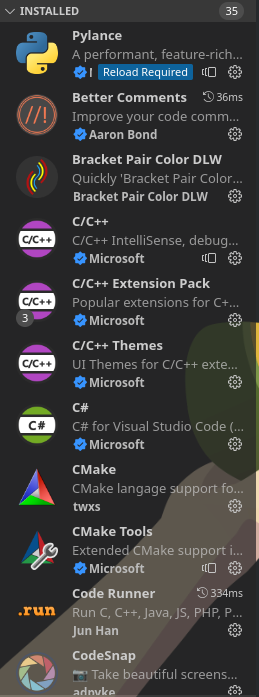 INSTALLED 35
Pylance
A performant, feature-rich...
Reload Required
Better Comments 36ms
//!
Improve your code comm...
Aaron Bond
Bracket Pair Color DLW
Quickly 'Bracket Pair Color...
Bracket Pair Color DLW
C/C++
C/C++
C/C++ IntelliSense, debug...
Microsoft
C/C++ Extension Pack
C/C++
Popular extensions for C+...
3
Microsoft
C/C++ Themes
C/C++
UI Themes for C/C++ exte...
Microsoft
C#
C#
C# for Visual Studio Code (...
Microsoft
CMake
CMake langage support fo...
twxs
CMake Tools
Extended CMake support i...
Microsoft
Code Runner 334ms
.run
Run C, C++, Java, JS, PHP, P...
Jun Han
CodeSnap
📷 Take beautiful screens...
adpyke